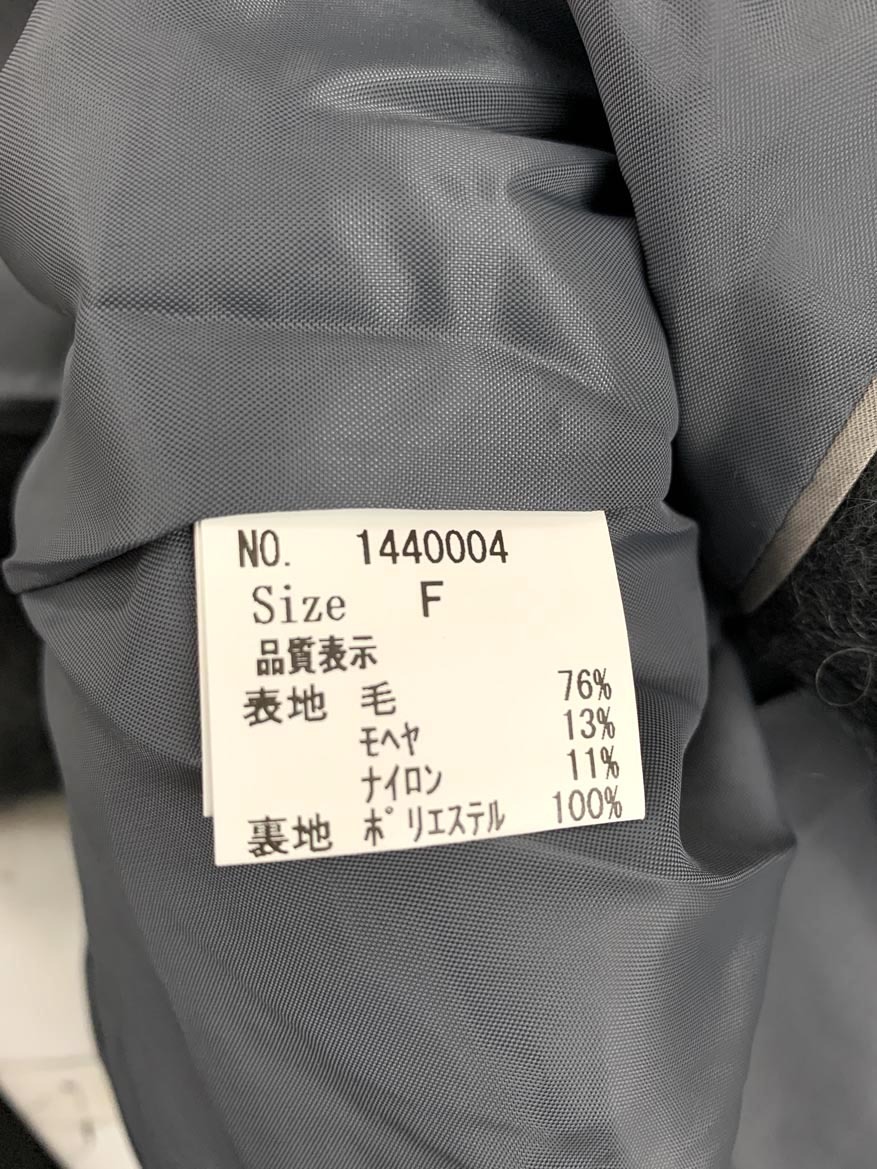 NO. 1440004
Size F
品質表示
表地 毛 76%
モヘヤ 13%
ナイロン 11%
裏地 ポリエステル 100%